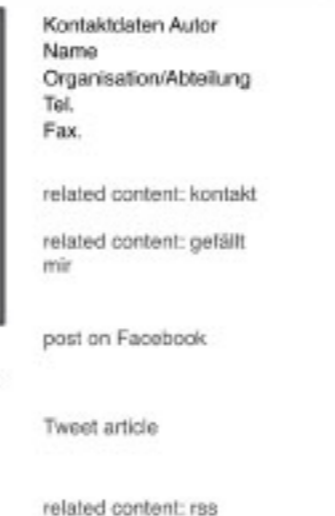 Kontaktdaten Autor
Name
Organisation/Abteilung
Tel.
Fax.
related content: kontakt
related content: gefällt
mir
post on Facebook
Tweet article
related content: rss